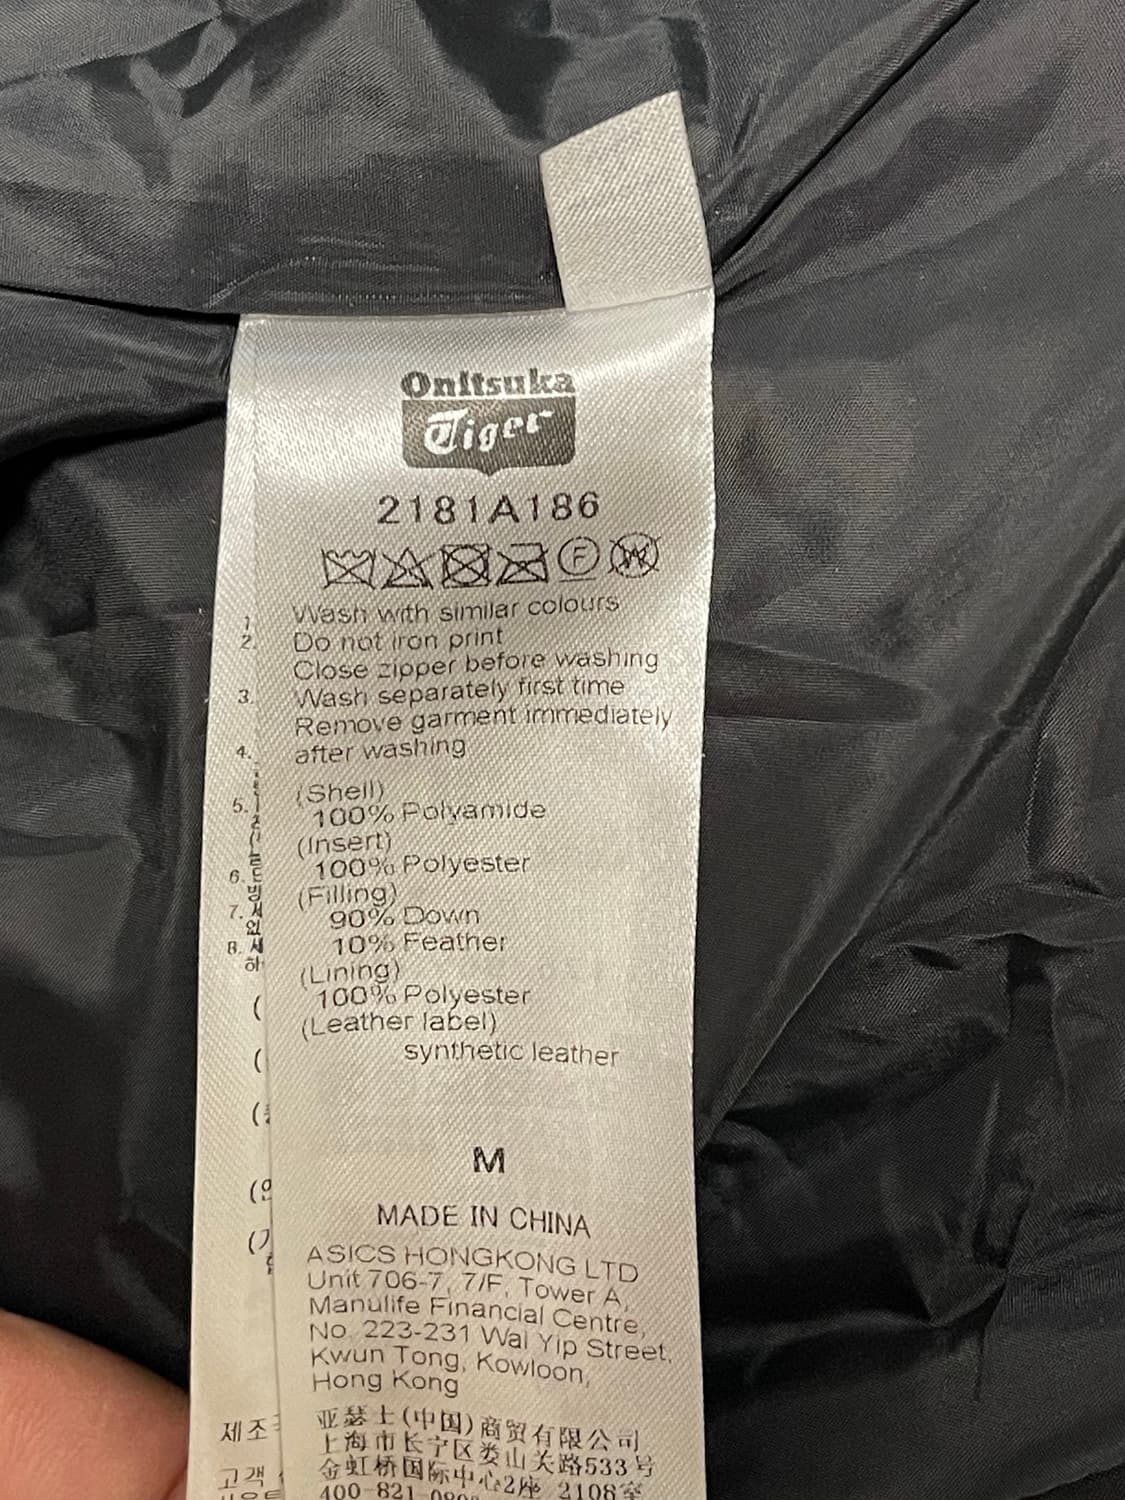 OnItsuka
Tiger
2181A186
F
W
Wash with similar colours
Do not iron print
Close zipper before washing
Wash separately first time
Remove garment immediately
after washing
(Shell)
100% Polyamide
(Insert)
100% Polyester
(Filling)
90% Down
10% Feather
(Lining)
100% Polyester
(Leather label)
synthetic leather
M
MADE IN CHINA
ASICS HONGKONG LTD
Unit 706-7, 7/F, Tower A,
Manulife Financial Centre,
No. 223-231 Wai Yip Street,
Kwun Tong, Kowloon,
Hong Kong
亚瑟士(中国)商贸有限公司
上海市长宁区娄山关路533号
金虹桥国际中心2座 2108室
400-821-
1.
2.
3.
4.
5.
6.
7.
8.
제조
고객